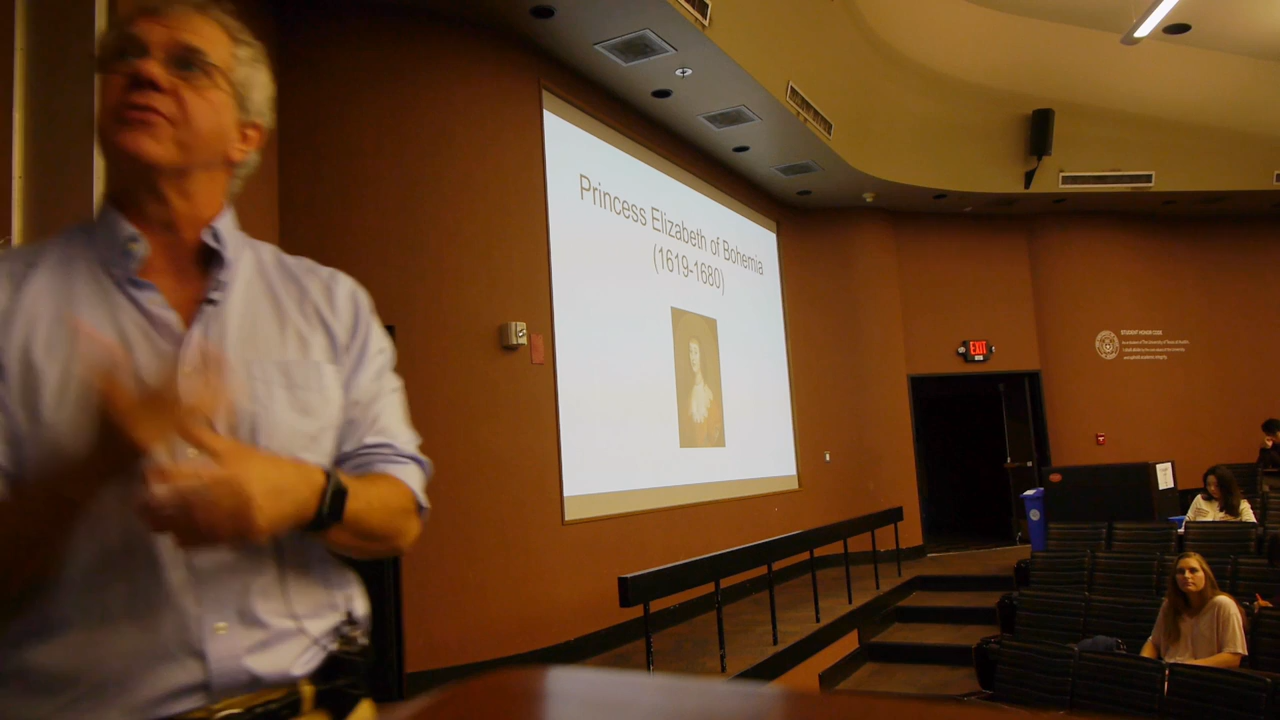 Princess Elizabeth of Bohemia
(1619-1680)
EXIT
STUDENT HONOR CODE